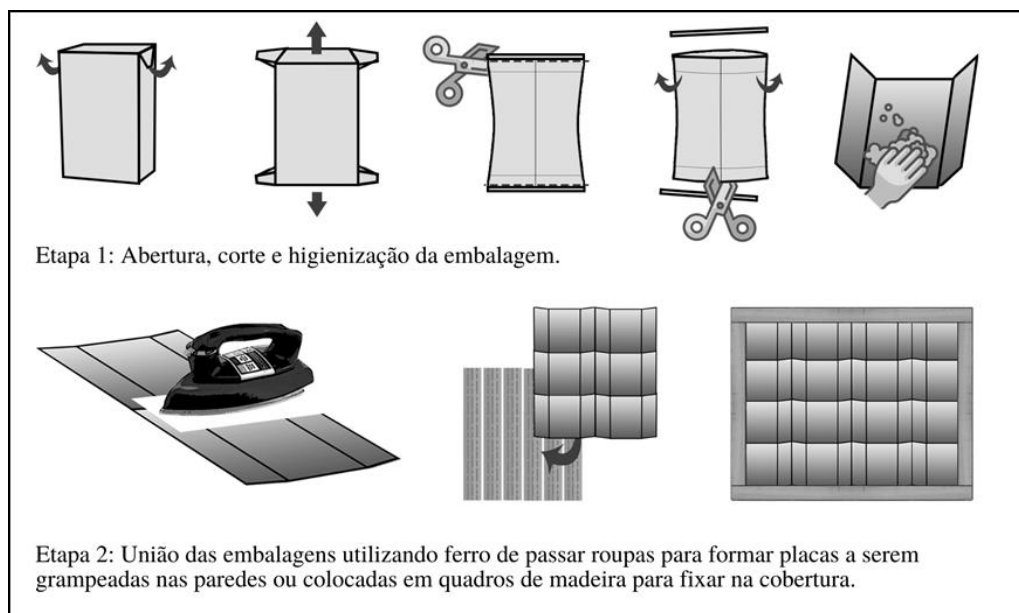 Etapa 1: Abertura, corte e higienização da embalagem.
Etapa 2: União das embalagens utilizando ferro de passar roupas para formar placas a serem
grampeadas nas paredes ou colocadas em quadros de madeira para fixar na cobertura.